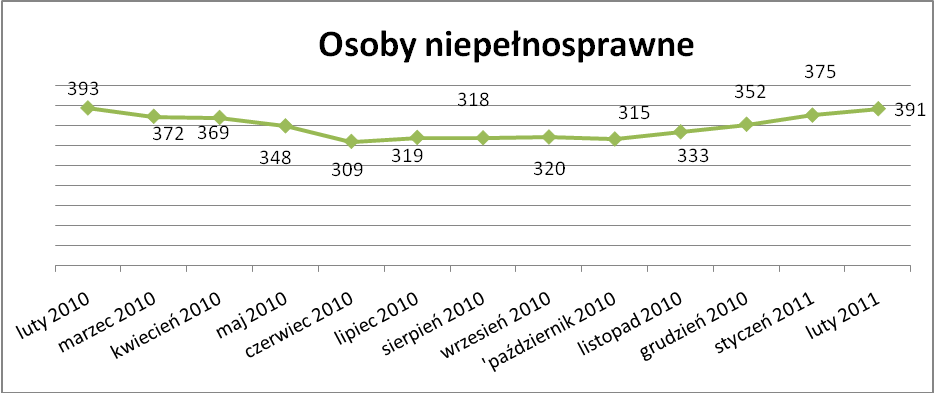 Osoby niepełnosprawne
393
372
369
348
309
319
318
320
315
333
352
375
391
luty 2010
marzec 2010
kwiecień 2010
maj 2010
czerwiec 2010
lipiec 2010
sierpień 2010
wrzesień 2010
'październik 2010
listopad 2010
grudzień 2010
styczeń 2011
luty 2011